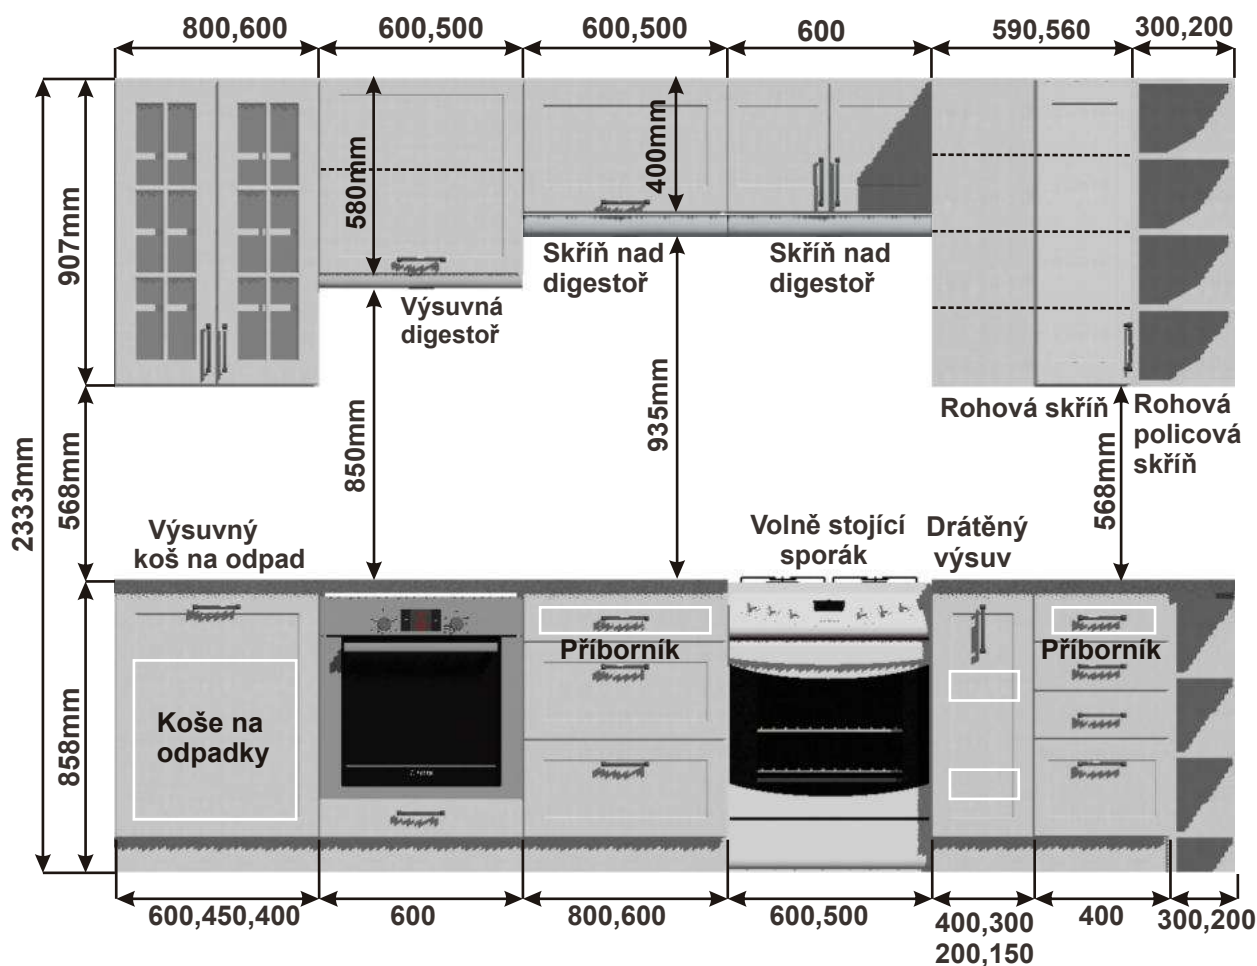 800,600
600,500
600,500
600
590,560
300,200
2333mm
907mm
580mm
400mm
Skříň nad
digestoř
Skříň nad
digestoř
Výsuvná
digestoř
568mm
850mm
935mm
Rohová skříň
Rohová
policová
skříň
568mm
Výsuvný
koš na odpad
Volně stojící
sporák
Drátěný
výsuv
858mm
Koše na
odpadky
Příborník
Příborník
600,450,400
600
800,600
600,500
400,300
200,150
400
300,200